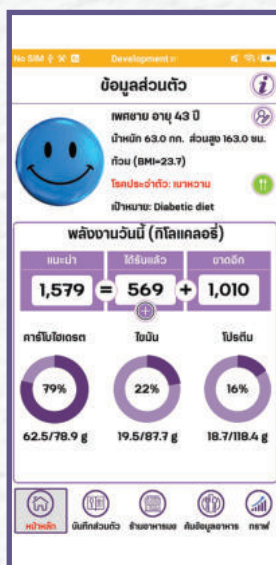 No SIM
Development
ข้อมูลส่วนตัว
เพศชาย อายุ 43 ปี
น้ำหนัก 63.0 กก. ส่วนสูง 163.0 ซม.
ท้วม (BMI=23.7)
โรคประจำตัว: เบาหวาน
เป้าหมาย: Diabetic diet
พลังงานวันนี้ (กิโลแคลอรี่)
แนะนำ ได้รับแล้ว ขาดอีก
1,579 = 569 + 1,010
คาร์โบไฮเดรต ไขมัน โปรตีน
79% 22% 16%
62.5/78.9 g 19.5/87.7 g 18.7/118.4 g
หน้าหลัก บันทึกส่วนตัว ร้านอาหารมช ค้นข้อมูลอาหาร กราฟ